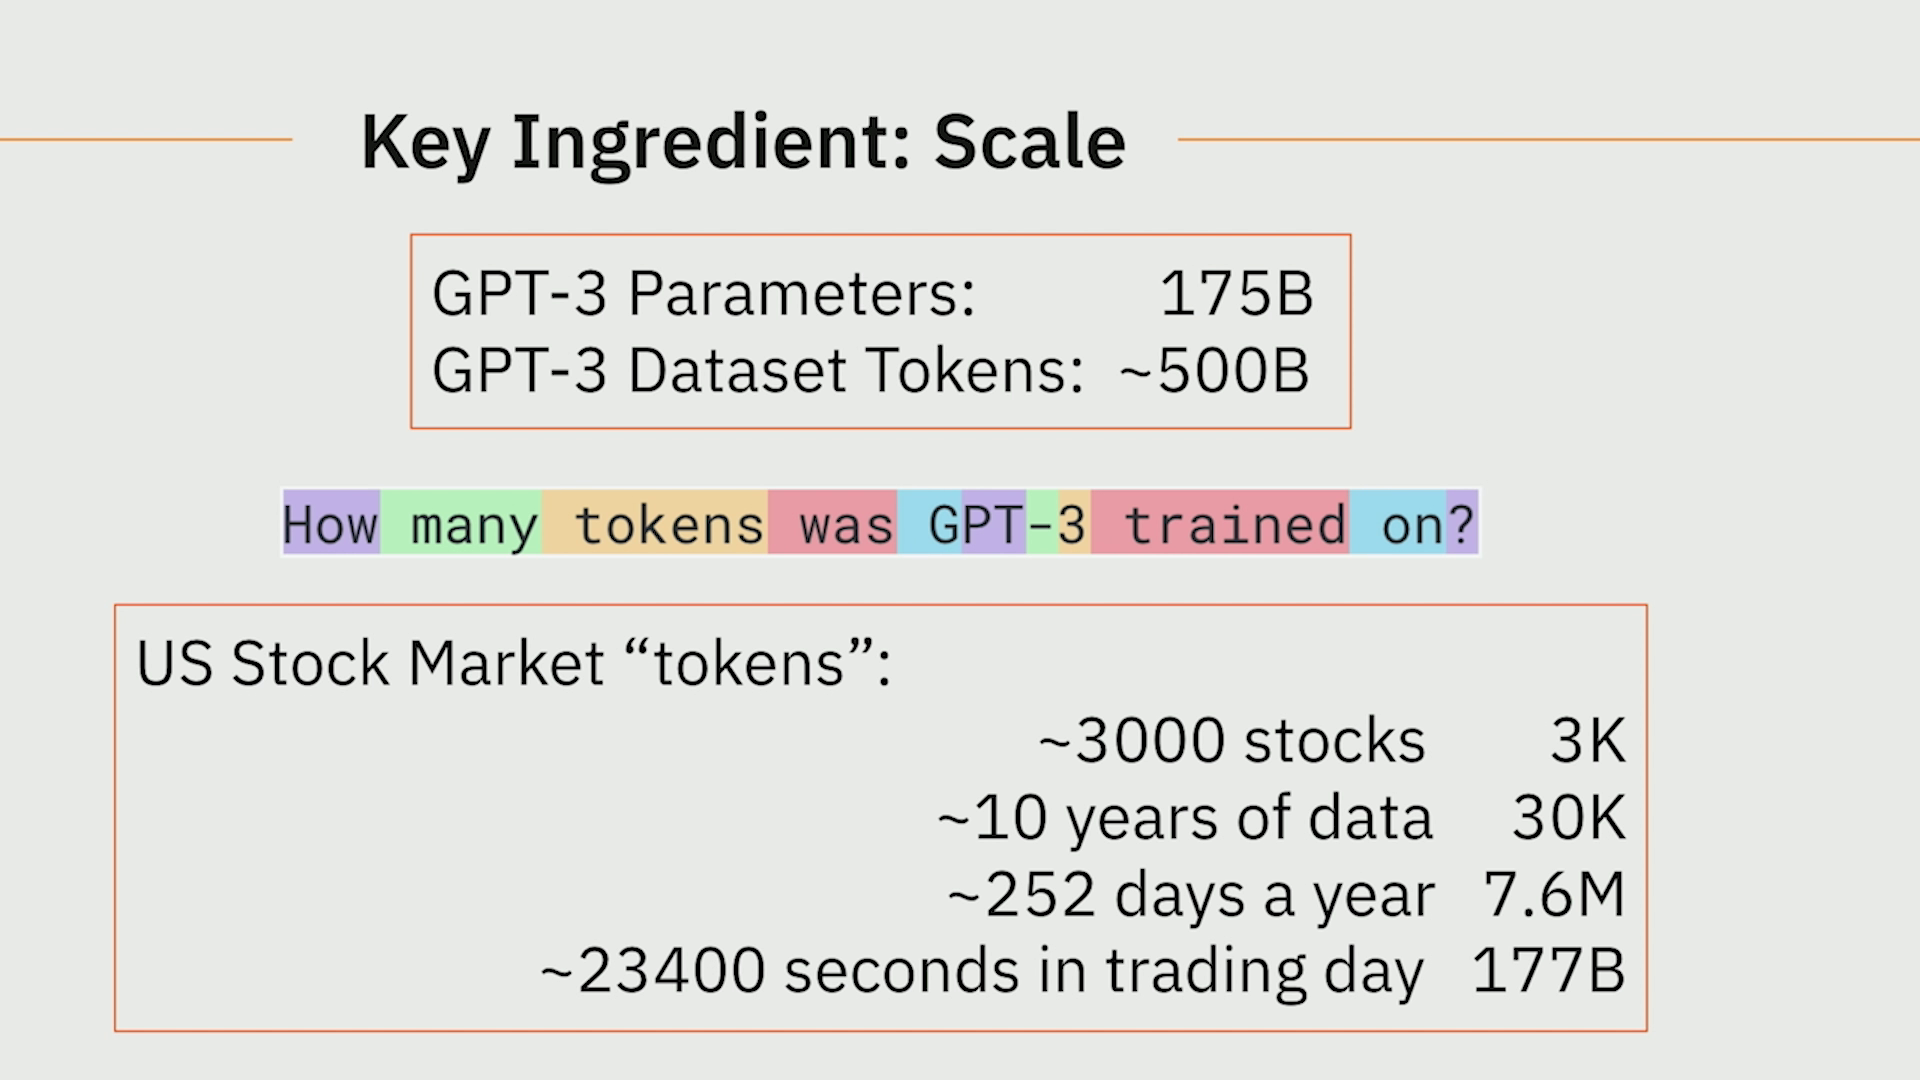 Key Ingredient: Scale
GPT-3 Parameters: 175B
GPT-3 Dataset Tokens: ~500B
How many tokens was GPT-3 trained on?
US Stock Market “tokens”:
~3000 stocks 3K
~10 years of data 30K
~252 days a year 7.6M
~23400 seconds in trading day 177B